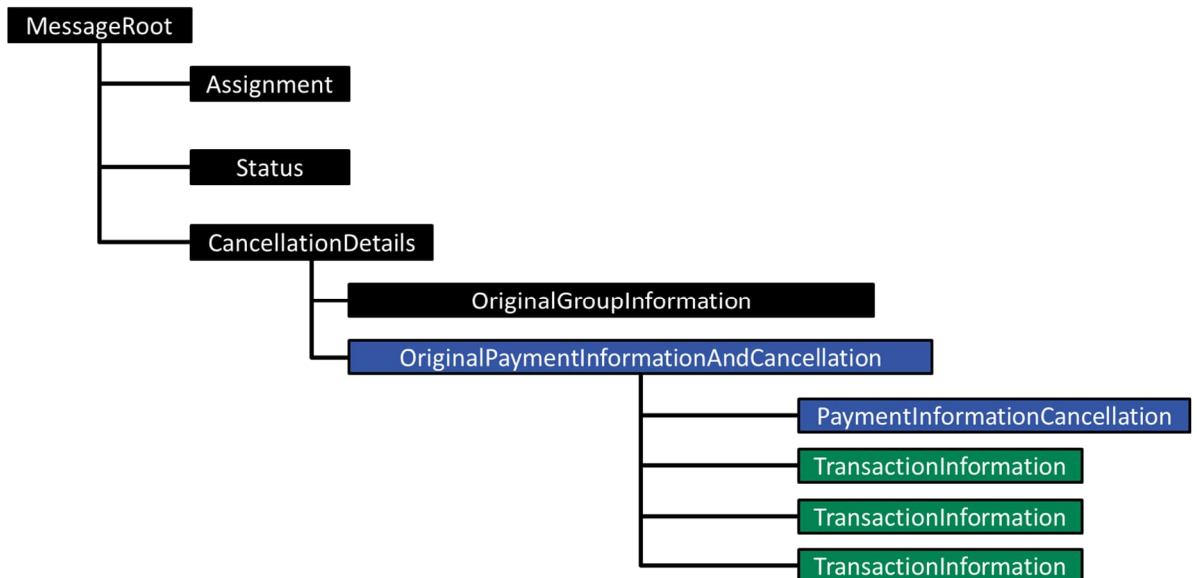 MessageRoot
Assignment
Status
CancellationDetails
OriginalGroupInformation
OriginalPaymentInformationAndCancellation
PaymentInformationCancellation
TransactionInformation
TransactionInformation
TransactionInformation